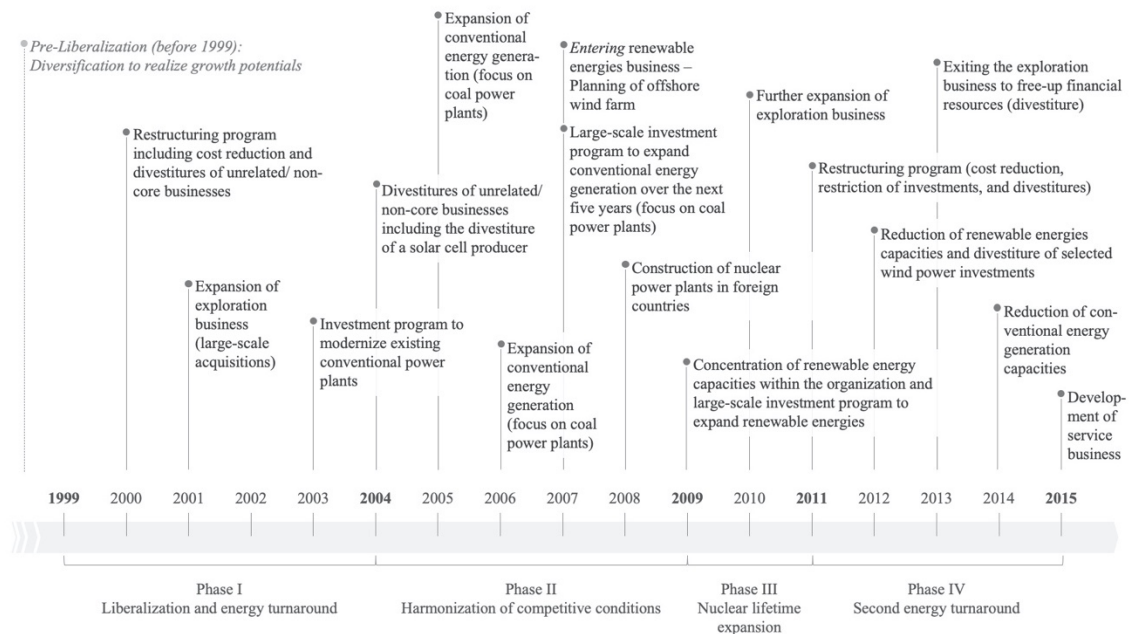 Pre-Liberalization (before 1999):
Diversification to realize growth potentials
Restructuring program
including cost reduction and
divestitures of unrelated/ non-
core businesses
Expansion of
exploration
business
(large-scale
acquisitions)
Investment program to
modernize existing
conventional power
plants
Divestitures of unrelated/
non-core businesses
including the divestiture
of a solar cell producer
Expansion of
conventional
energy genera-
tion (focus on
coal power
plants)
Expansion of
conventional
energy
generation
(focus on coal
power plants)
Entering renewable
energies business –
Planning of offshore
wind farm
Large-scale investment
program to expand
conventional energy
generation over the next
five years (focus on coal
power plants)
Construction of nuclear
power plants in foreign
countries
Concentration of renewable energy
capacities within the organization and
large-scale investment program to
expand renewable energies
Further expansion of
exploration business
Restructuring program (cost reduction,
restriction of investments, and divestitures)
Reduction of renewable energies
capacities and divestiture of selected
wind power investments
Exiting the exploration
business to free-up financial
resources (divestiture)
Reduction of con-
ventional energy
generation
capacities
Develop-
ment of
service
business
1999 2000 2001 2002 2003 2004 2005 2006 2007 2008 2009 2010 2011 2012 2013 2014 2015
Phase I
Liberalization and energy turnaround
Phase II
Harmonization of competitive conditions
Phase III
Nuclear lifetime
expansion
Phase IV
Second energy turnaround